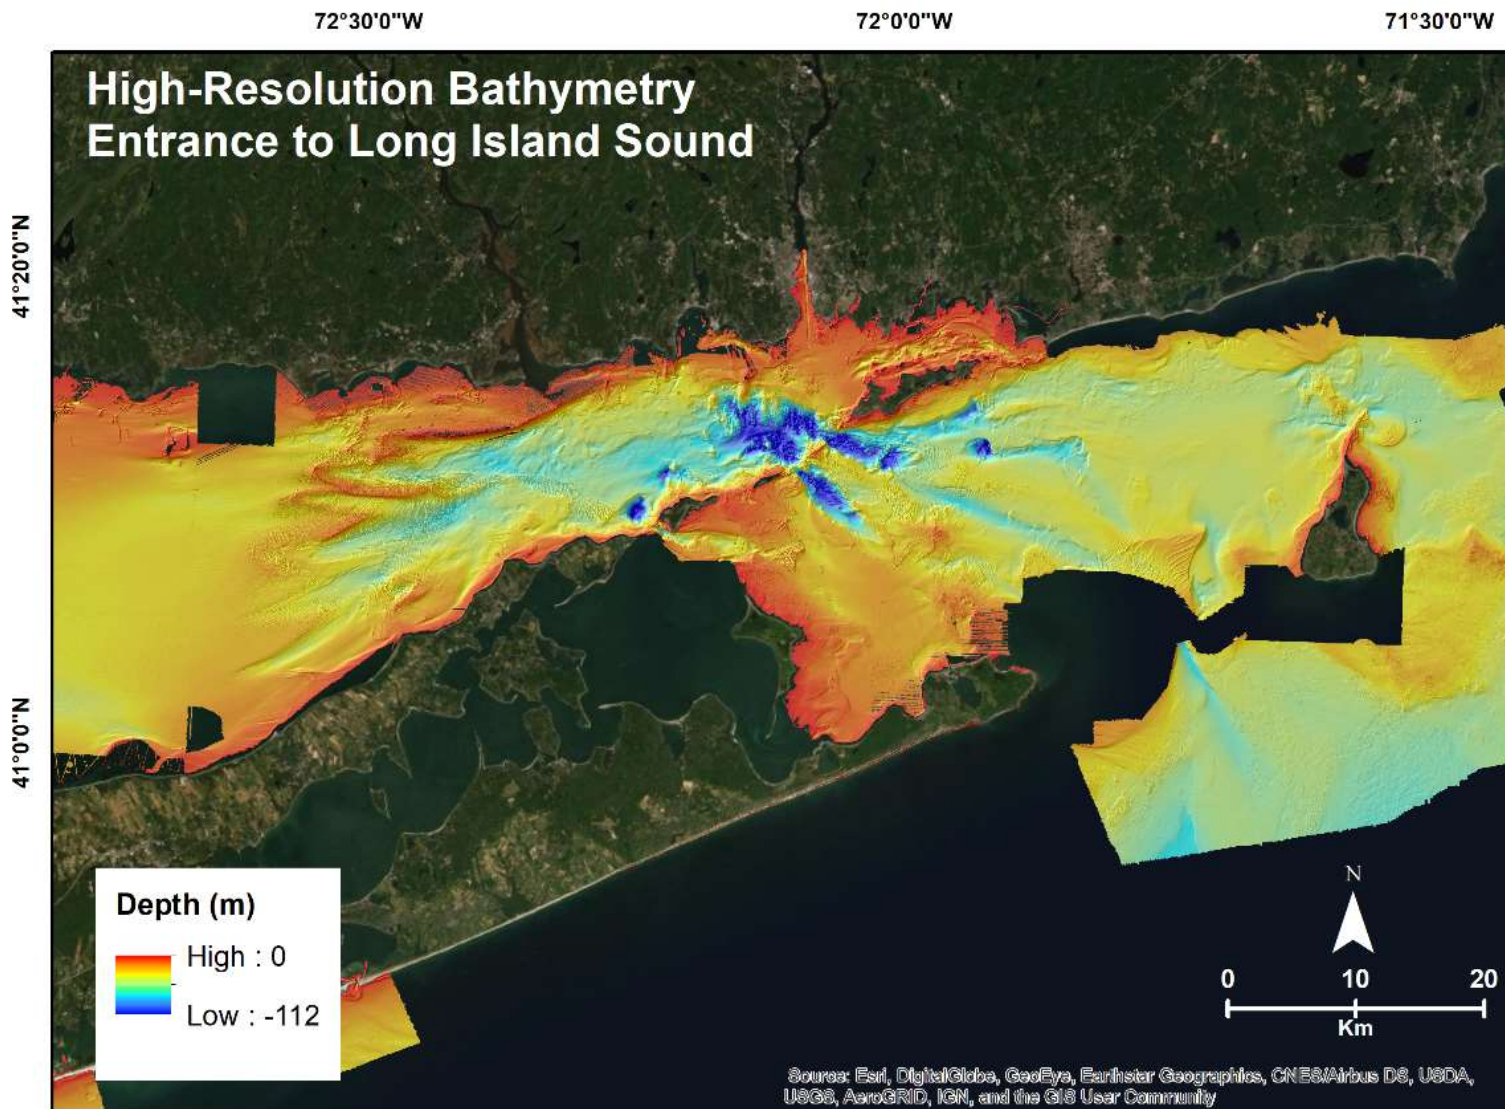 72°30'0"W
72°0'0"W
71°30'0"W
High-Resolution Bathymetry
Entrance to Long Island Sound
41°20'0"N
41°0'0"N
Depth (m)
High : 0
Low : -112
N
0 10 20
Km
Source: Esri, DigitalGlobe, GeoEye, Earthstar Geographics, CNES/Airbus DS, USDA,
USGS, AeroGRID, IGN, and the GIS User Community